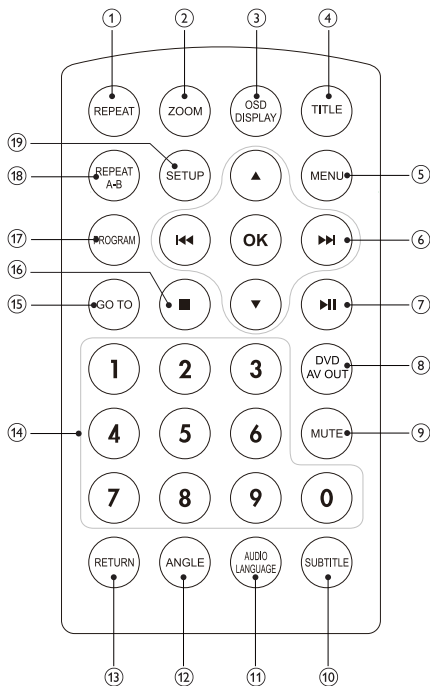 ① ② ③ ④
REPEAT ZOOM OSD DISPLAY TITLE
⑲
⑱ REPEAT A-B SETUP ▲ MENU ⑤
⑰ PROGRAM ⏮ OK ⏭ ⑥
⑯
⑮ GO TO ■ ▼ ⏯ ⑦
1 2 3 DVD AV OUT ⑧
⑭ 4 5 6 MUTE ⑨
7 8 9 0
RETURN ANGLE AUDIO LANGUAGE SUBTITLE
⑬ ⑫ ⑪ ⑩